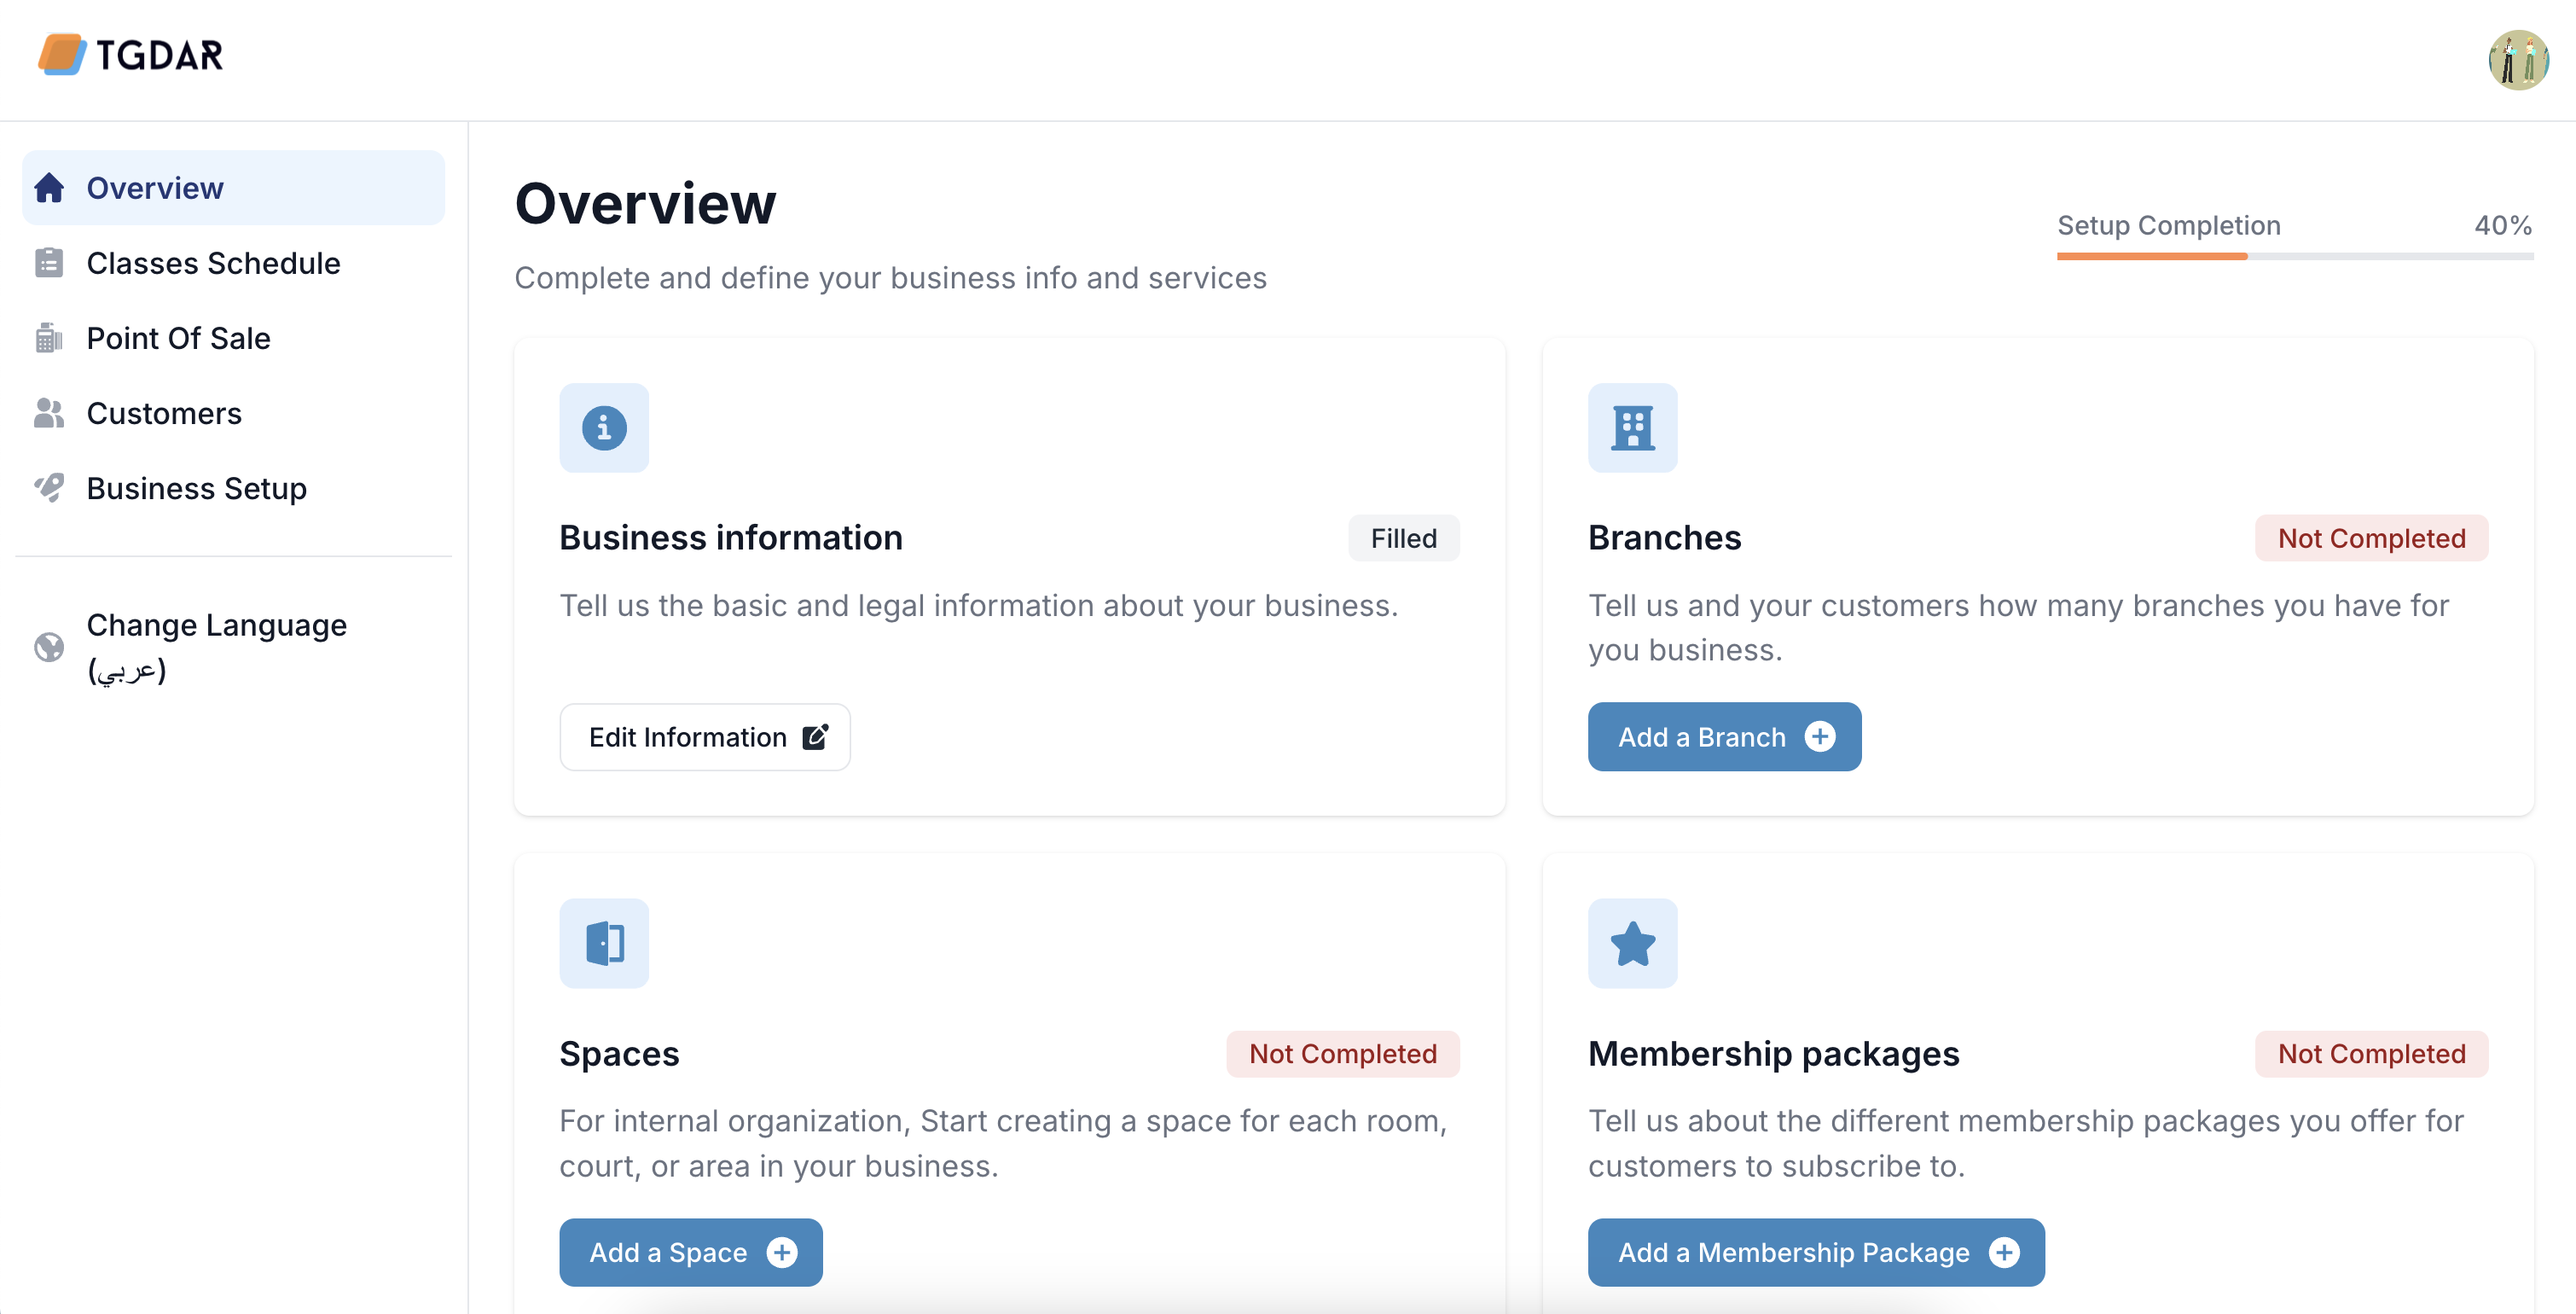 TGDAR
Overview
Classes Schedule
Point Of Sale
Customers
Business Setup
Change Language
(عربي)
Overview
Complete and define your business info and services
Setup Completion 40%
Business information Filled
Tell us the basic and legal information about your business.
Edit Information
Branches Not Completed
Tell us and your customers how many branches you have for
you business.
Add a Branch
Spaces Not Completed
For internal organization, Start creating a space for each room,
court, or area in your business.
Add a Space
Membership packages Not Completed
Tell us about the different membership packages you offer for
customers to subscribe to.
Add a Membership Package